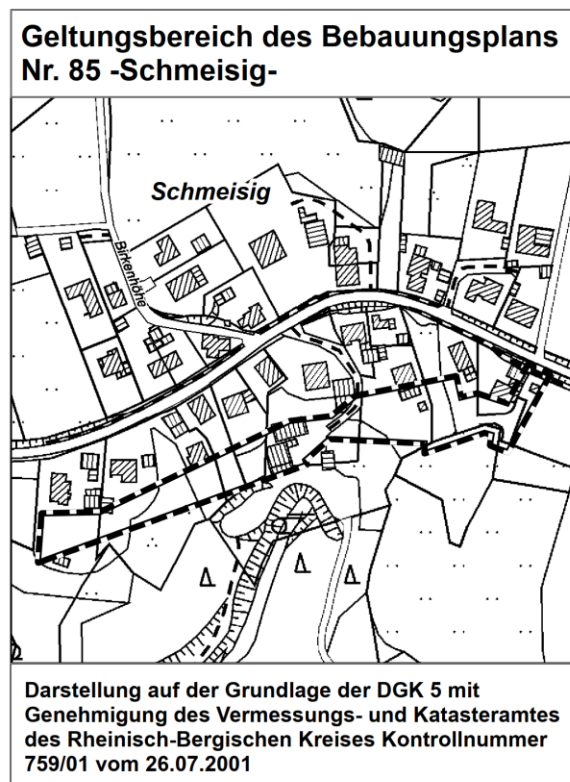 Geltungsbereich des Bebauungsplans
Nr. 85 -Schmeisig-
Schmeisig
Birkenhöhe
Darstellung auf der Grundlage der DGK 5 mit
Genehmigung des Vermessungs- und Katasteramtes
des Rheinisch-Bergischen Kreises Kontrollnummer
759/01 vom 26.07.2001